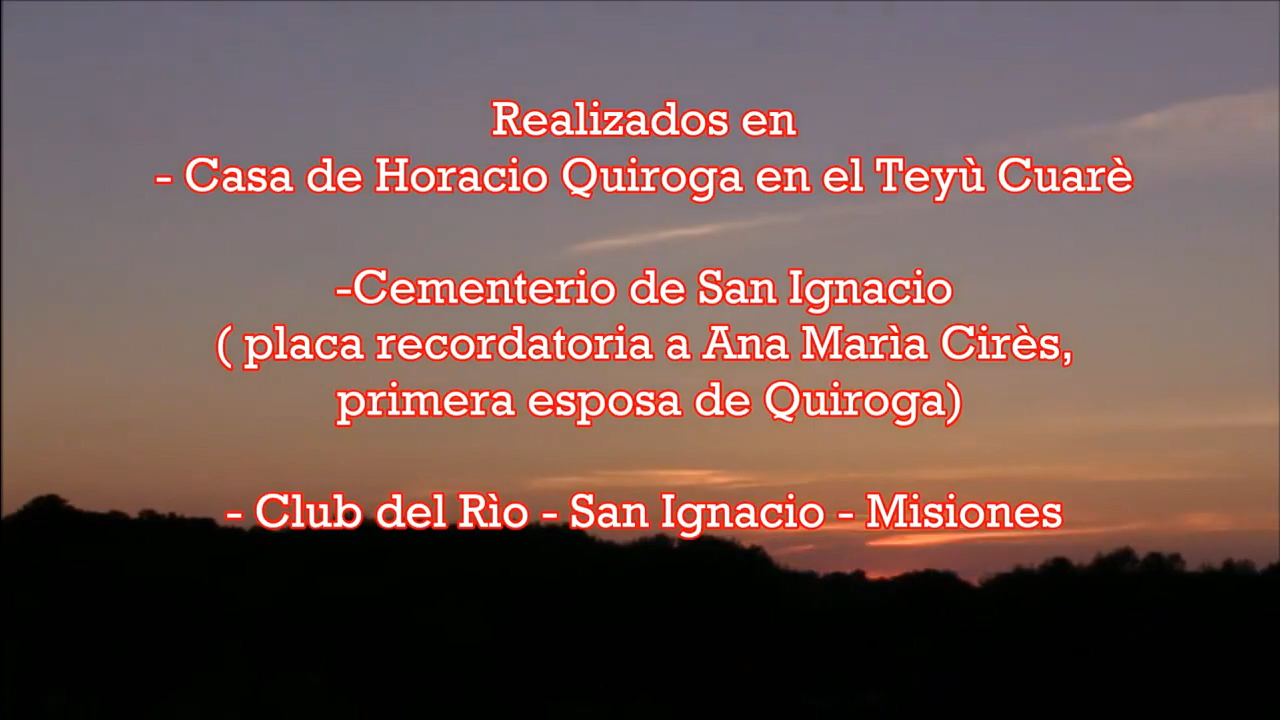 Realizados en
- Casa de Horacio Quiroga en el Teyù Cuarè
-Cementerio de San Ignacio
( placa recordatoria a Ana Marìa Cirès,
primera esposa de Quiroga)
- Club del Rìo - San Ignacio - Misiones